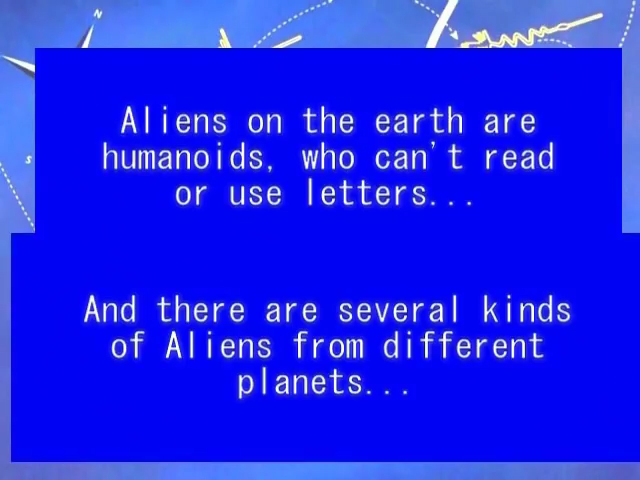 N
S
Aliens on the earth are
humanoids, who can't read
or use letters...
And there are several kinds
of Aliens from different
planets...